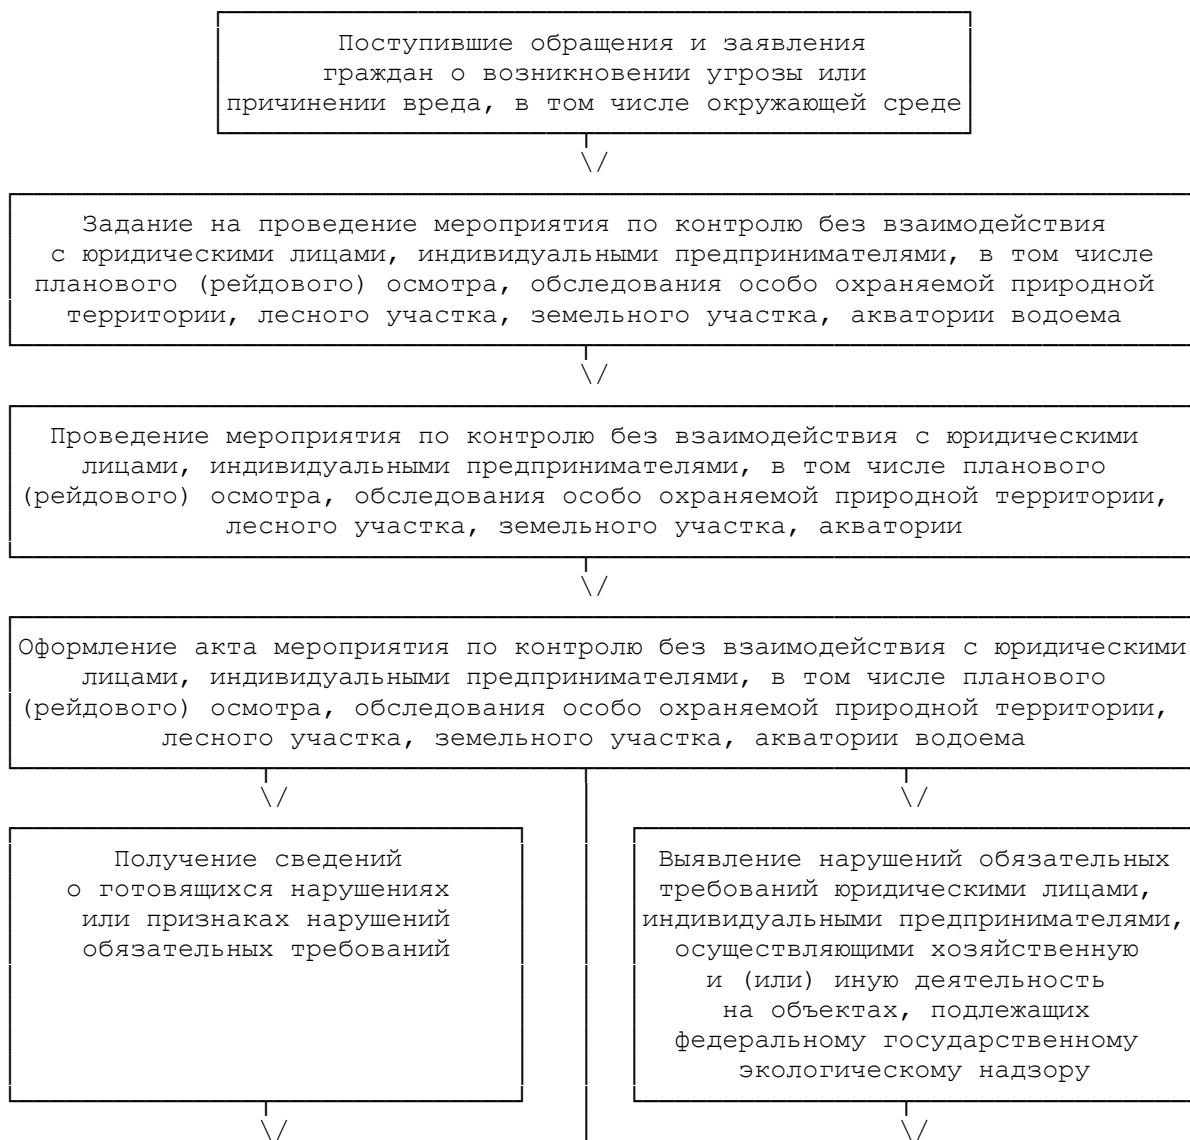 Поступившие обращения и заявления
граждан о возникновении угрозы или
причинении вреда, в том числе окружающей среде
\/
Задание на проведение мероприятия по контролю без взаимодействия
с юридическими лицами, индивидуальными предпринимателями, в том числе
планового (рейдового) осмотра, обследования особо охраняемой природной
территории, лесного участка, земельного участка, акватории водоема
\/
Проведение мероприятия по контролю без взаимодействия с юридическими
лицами, индивидуальными предпринимателями, в том числе планового
(рейдового) осмотра, обследования особо охраняемой природной территории,
лесного участка, земельного участка, акватории
\/
Оформление акта мероприятия по контролю без взаимодействия с юридическими
лицами, индивидуальными предпринимателями, в том числе планового
(рейдового) осмотра, обследования особо охраняемой природной территории,
лесного участка, земельного участка, акватории водоема
\/ \/
Получение сведений
о готовящихся нарушениях
или признаках нарушений
обязательных требований
Выявление нарушений обязательных
требований юридическими лицами,
индивидуальными предпринимателями,
осуществляющими хозяйственную
и (или) иную деятельность
на объектах, подлежащих
федеральному государственному
экологическому надзору
\/ \/